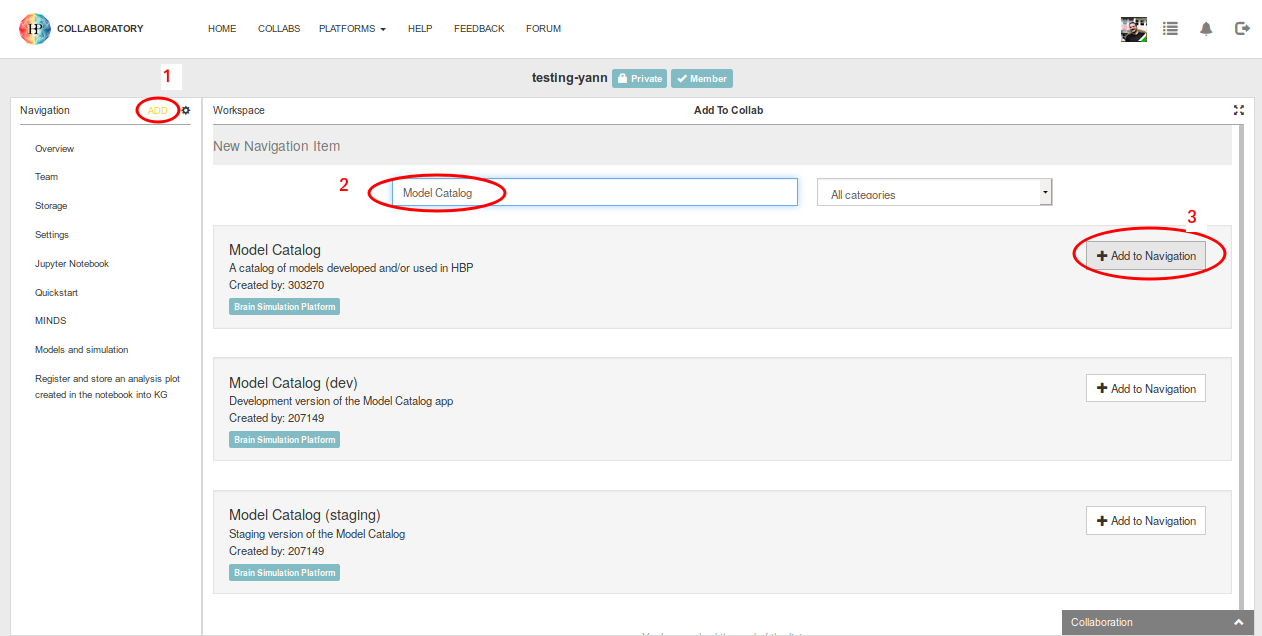 HP COLLABORATORY HOME COLLABS PLATFORMS HELP FEEDBACK FORUM
1
testing-yann Private Member
Navigation ADD
Overview
Team
Storage
Settings
Jupyter Notebook
Quickstart
MINDS
Models and simulation
Register and store an analysis plot
created in the notebook into KG
Workspace Add To Collab
New Navigation Item
2
Model Catalog All categories
3
Model Catalog
A catalog of models developed and/or used in HBP
Created by: 303270
Brain Simulation Platform
Add to Navigation
Model Catalog (dev)
Development version of the Model Catalog app
Created by: 207149
Brain Simulation Platform
Add to Navigation
Model Catalog (staging)
Staging version of the Model Catalog
Created by: 207149
Brain Simulation Platform
Add to Navigation
Collaboration